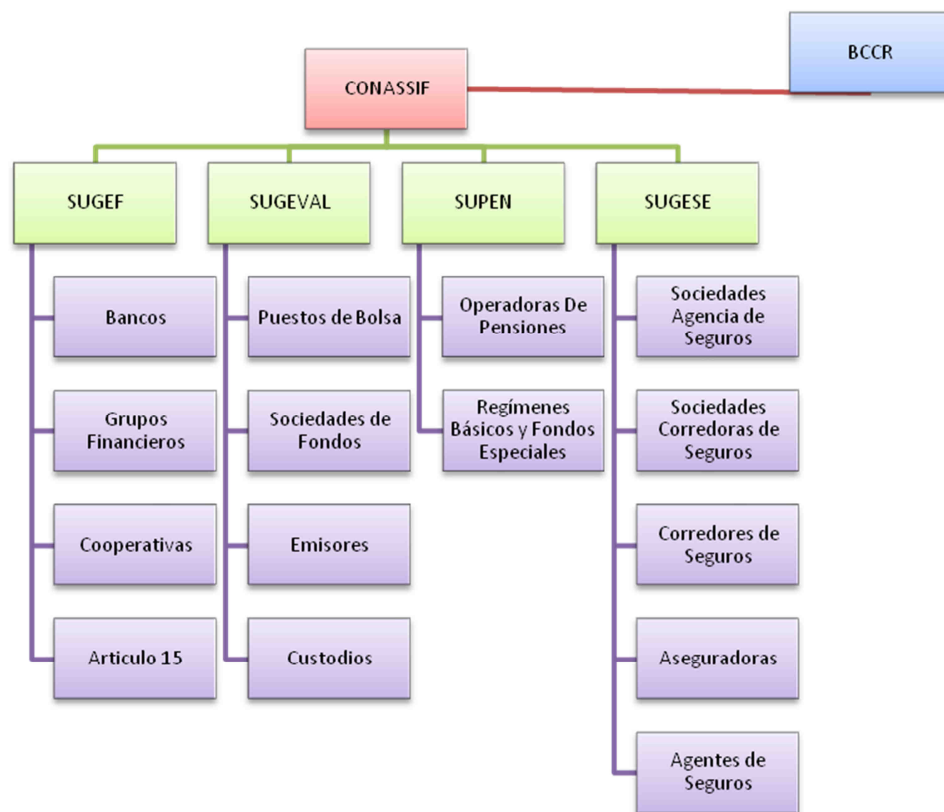 BCCR
CONASSIF
SUGEF
SUGEVAL
SUPEN
SUGESE
Bancos
Grupos
Financieros
Cooperativas
Articulo 15
Puestos de Bolsa
Sociedades de
Fondos
Emisores
Custodios
Operadoras De
Pensiones
Regímenes
Básicos y Fondos
Especiales
Sociedades
Agencia de
Seguros
Sociedades
Corredoras de
Seguros
Corredores de
Seguros
Aseguradoras
Agentes de
Seguros